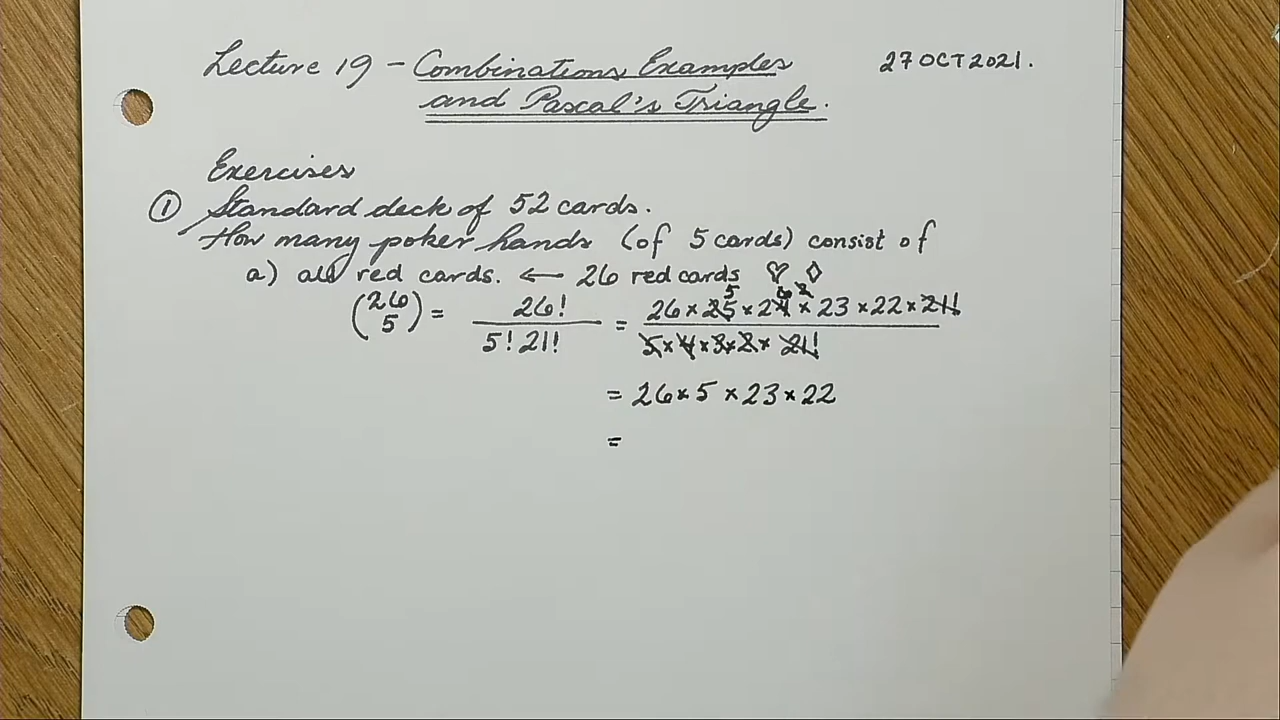 Lecture 19 - Combinations Examples 27 OCT 2021.
and Pascal's Triangle.
Exercises
① Standard deck of 52 cards.
How many poker hands (of 5 cards) consist of
a) all red cards. ← 26 red cards ♡ ◇
(26 5) = 26! / 5! 21! = 26 × 25 × 24 × 23 × 22 × 21! / 5 × 4 × 3 × 2 × 21!
= 26 × 5 × 23 × 22
=